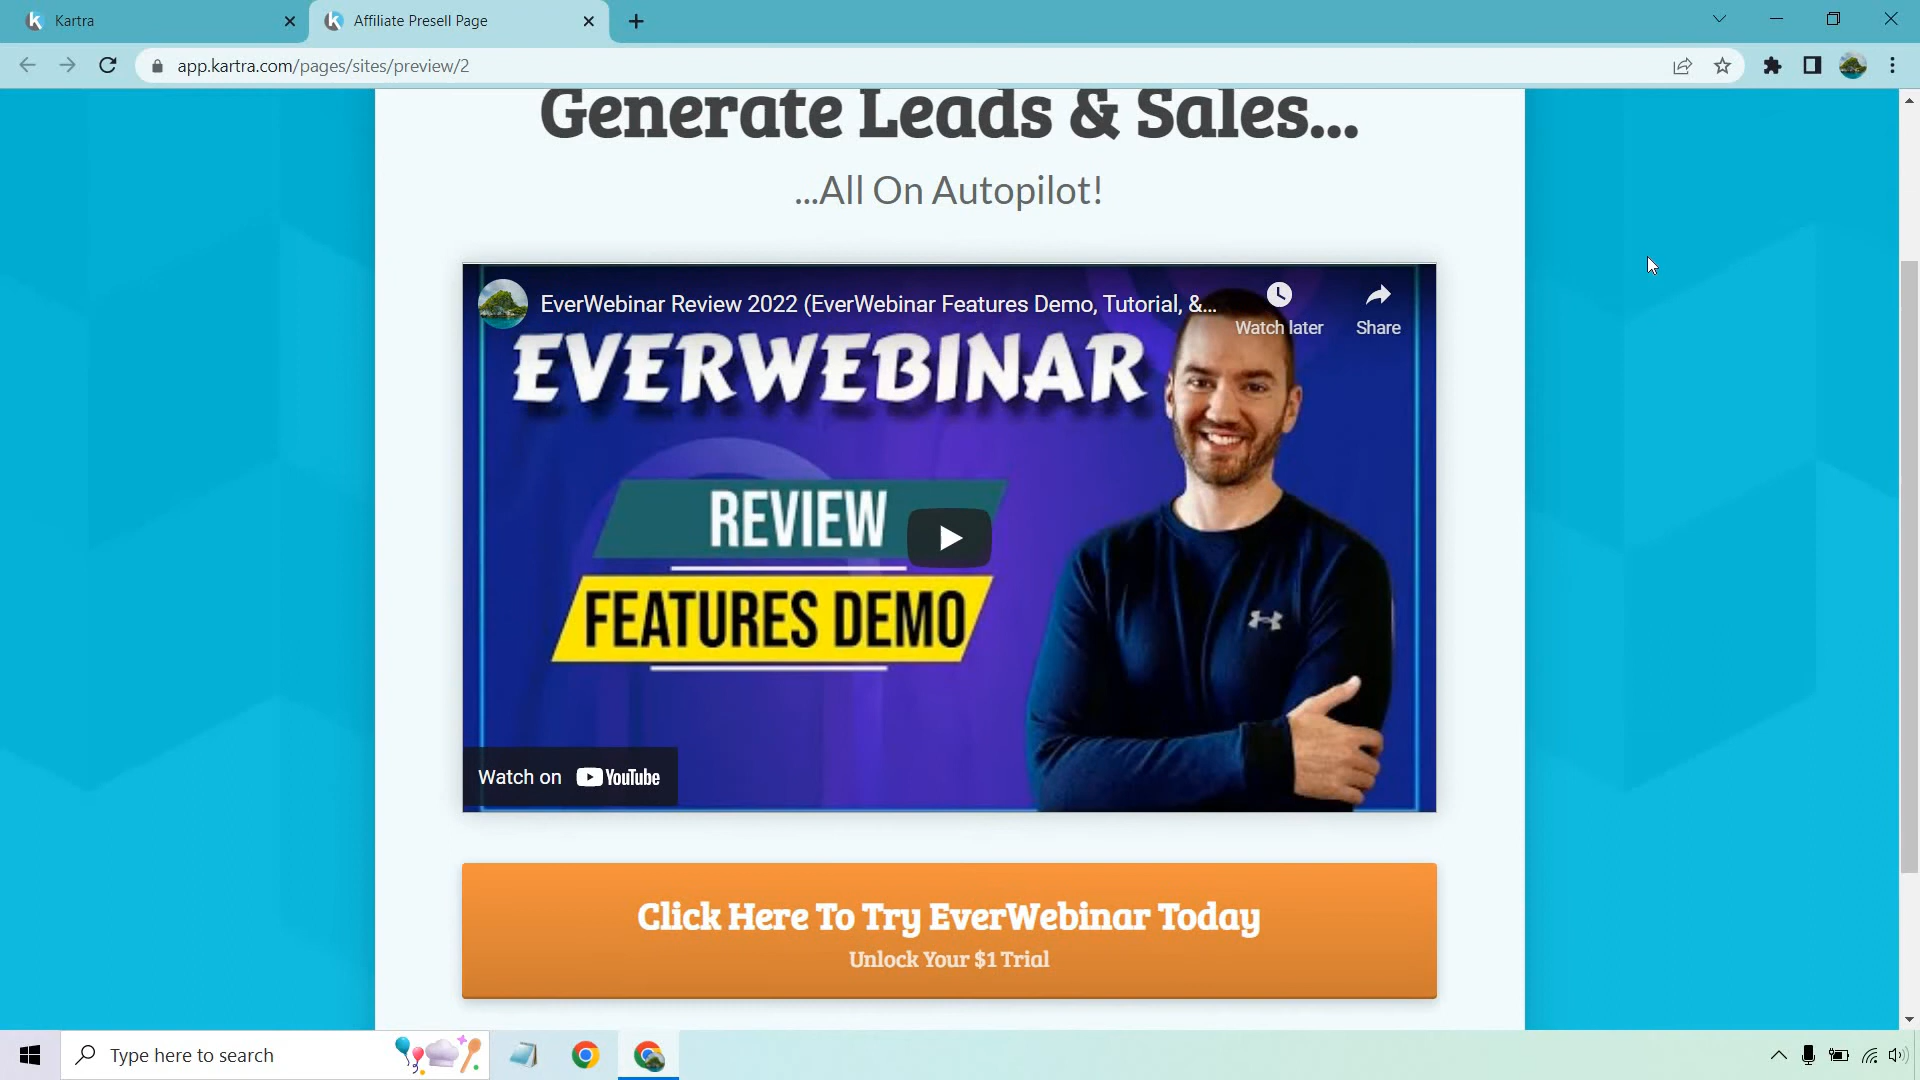 Kartra
Affiliate Presell Page
app.kartra.com/pages/sites/preview/2
Generate Leads & Sales...
...All On Autopilot!
EverWebinar Review 2022 (EverWebinar Features Demo, Tutorial, &...
Watch later
Share
EVERWEBINAR
REVIEW
FEATURES DEMO
Watch on YouTube
Click Here To Try EverWebinar Today
Unlock Your $1 Trial
Type here to search